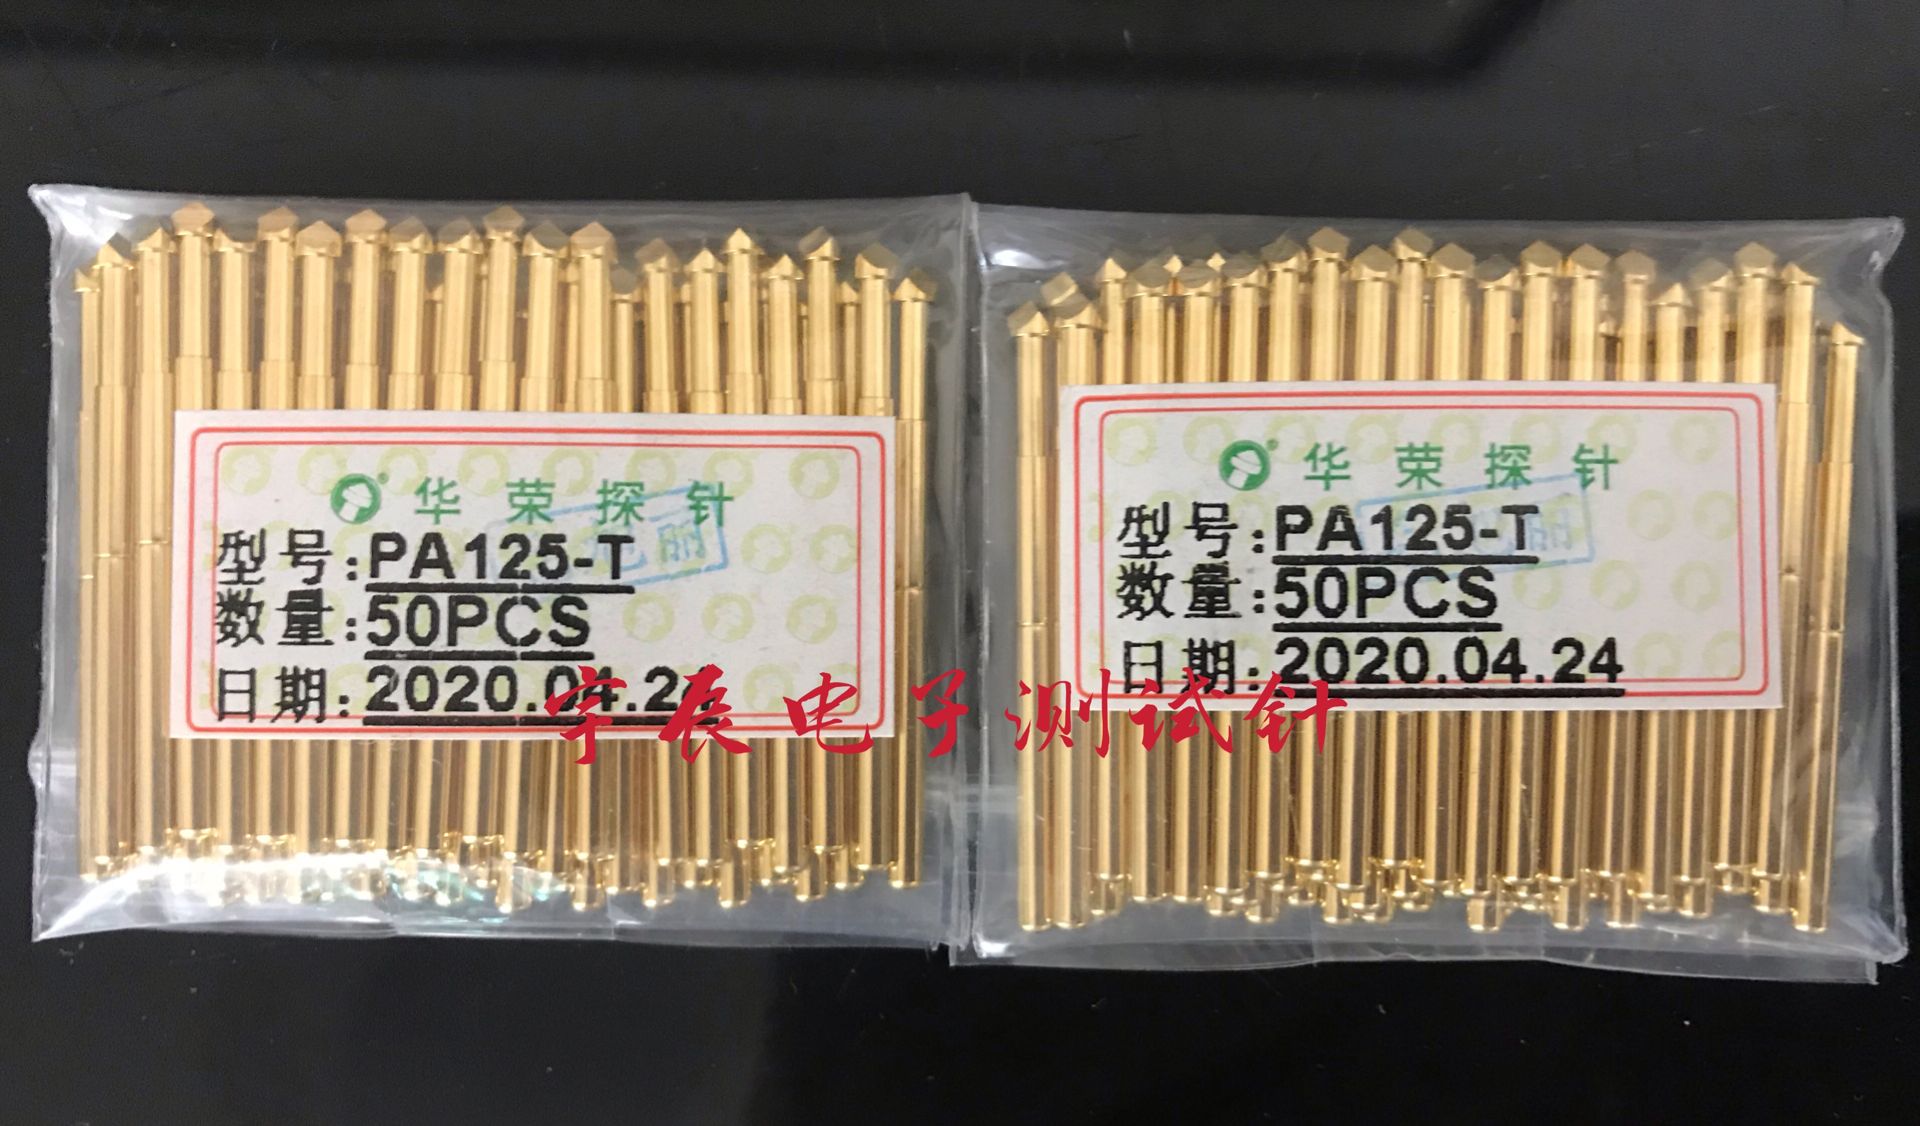 华荣探针
型号:PA125-T
数量:50PCS
日期:2020.04.24
华荣探针
型号:PA125-T
数量:50PCS
日期:2020.04.24
宇辰电子测试针